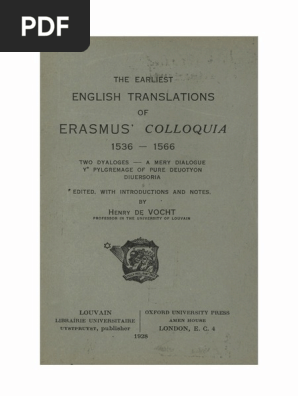 PDF
THE EARLIEST
ENGLISH TRANSLATIONS
OF
ERASMUS' COLLOQUIA
1536 — 1566
TWO DYALOGES — A MERY DIALOGUE
Yᵉ PYLGREMAGE OF PURE DEUOTYON
DIUERSORIA
EDITED, WITH INTRODUCTIONS AND NOTES.
BY
HENRY DE VOCHT
PROFESSOR IN THE UNIVERSITY OF LOUVAIN
LOUVAIN
LIBRAIRIE UNIVERSITAIRE
UYSTPRUYST, publisher
OXFORD UNIVERSITY PRESS
AMEN HOUSE
LONDON, E. C. 4
1928